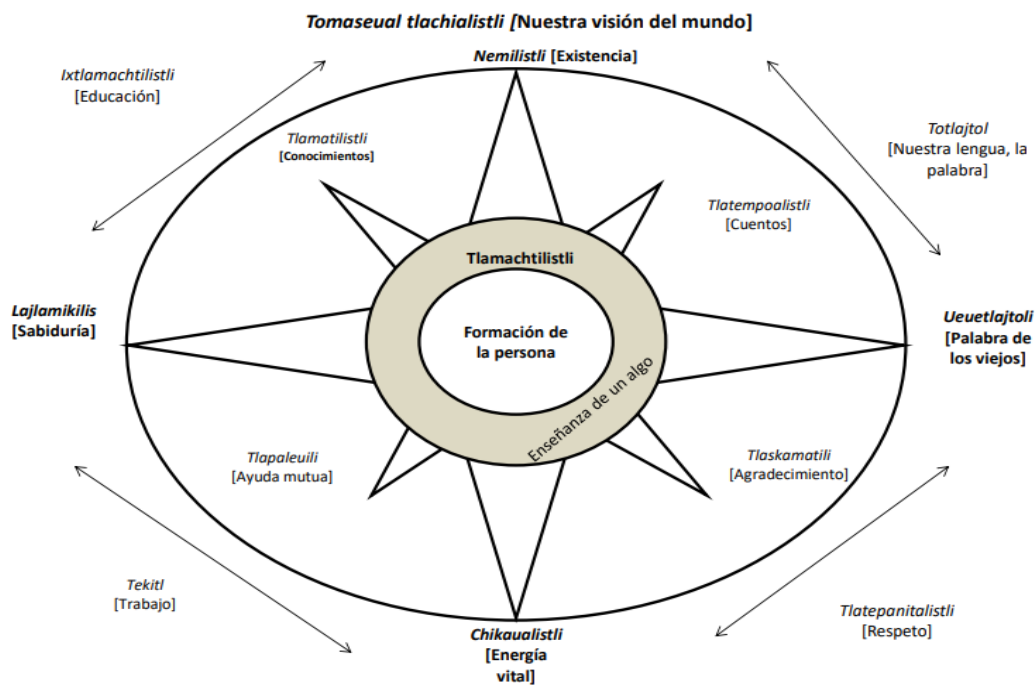 Tomaseual tlachialistli [Nuestra visión del mundo]
Nemilistli [Existencia]
Ixtlamachtilistli
[Educación]
Totlajtol
[Nuestra lengua, la
palabra]
Tlamatilistli
[Conocimientos]
Tlatempoalistli
[Cuentos]
Tlamachtilistli
Lajlamikilis
[Sabiduría]
Formación de
la persona
Ueuetlajtoli
[Palabra de
los viejos]
Enseñanza de un algo
Tlapaleuili
[Ayuda mutua]
Tlaskamatili
[Agradecimiento]
Tekitl
[Trabajo]
Tlatepanitalistli
[Respeto]
Chikaualistli
[Energía
vital]